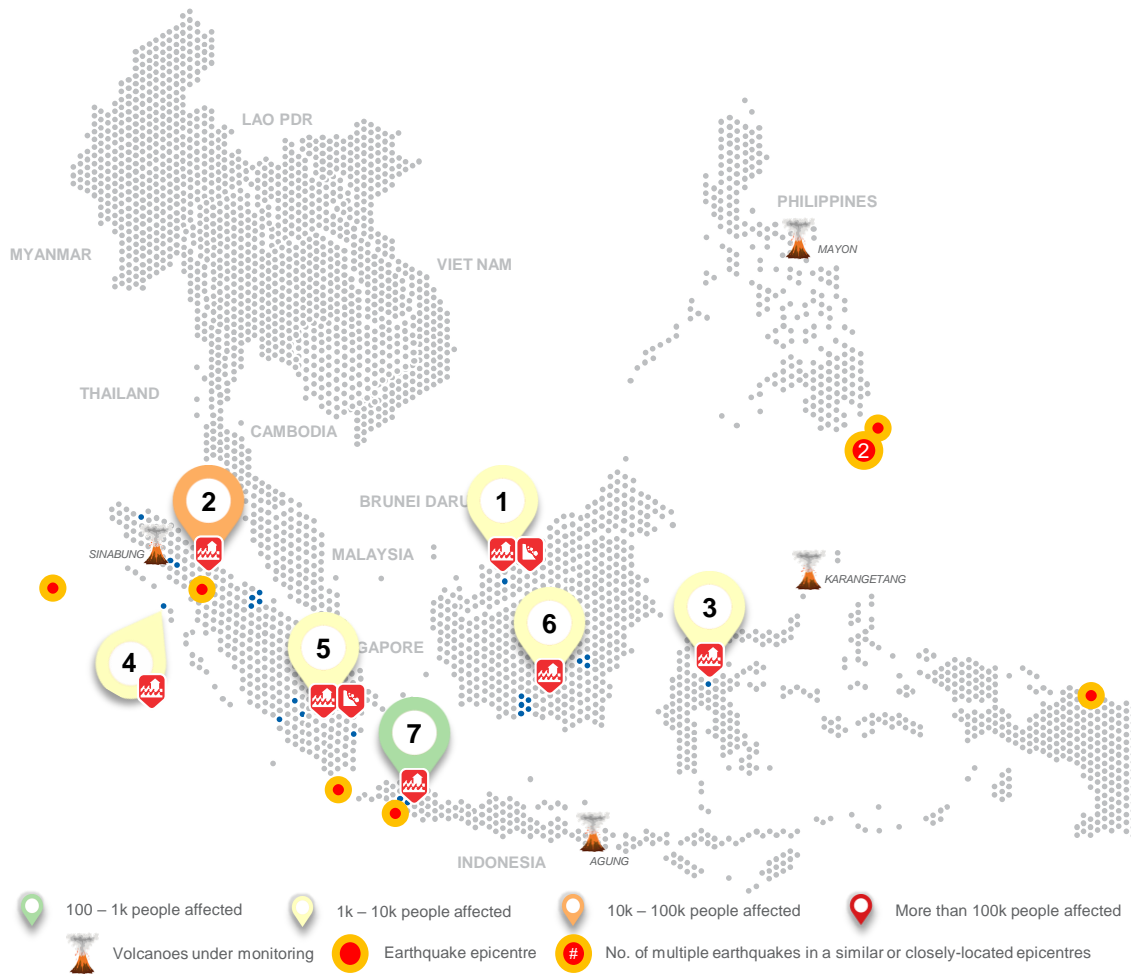 LAO PDR
PHILIPPINES
MYANMAR
MAYON
VIET NAM
THAILAND
CAMBODIA
2
2
1
BRUNEI DARU
SINABUNG
MALAYSIA
KARANGETANG
3
6
4
5
GAPORE
7
INDONESIA
AGUNG
100 – 1k people affected
1k – 10k people affected
10k – 100k people affected
More than 100k people affected
Volcanoes under monitoring
Earthquake epicentre
# No. of multiple earthquakes in a similar or closely-located epicentres